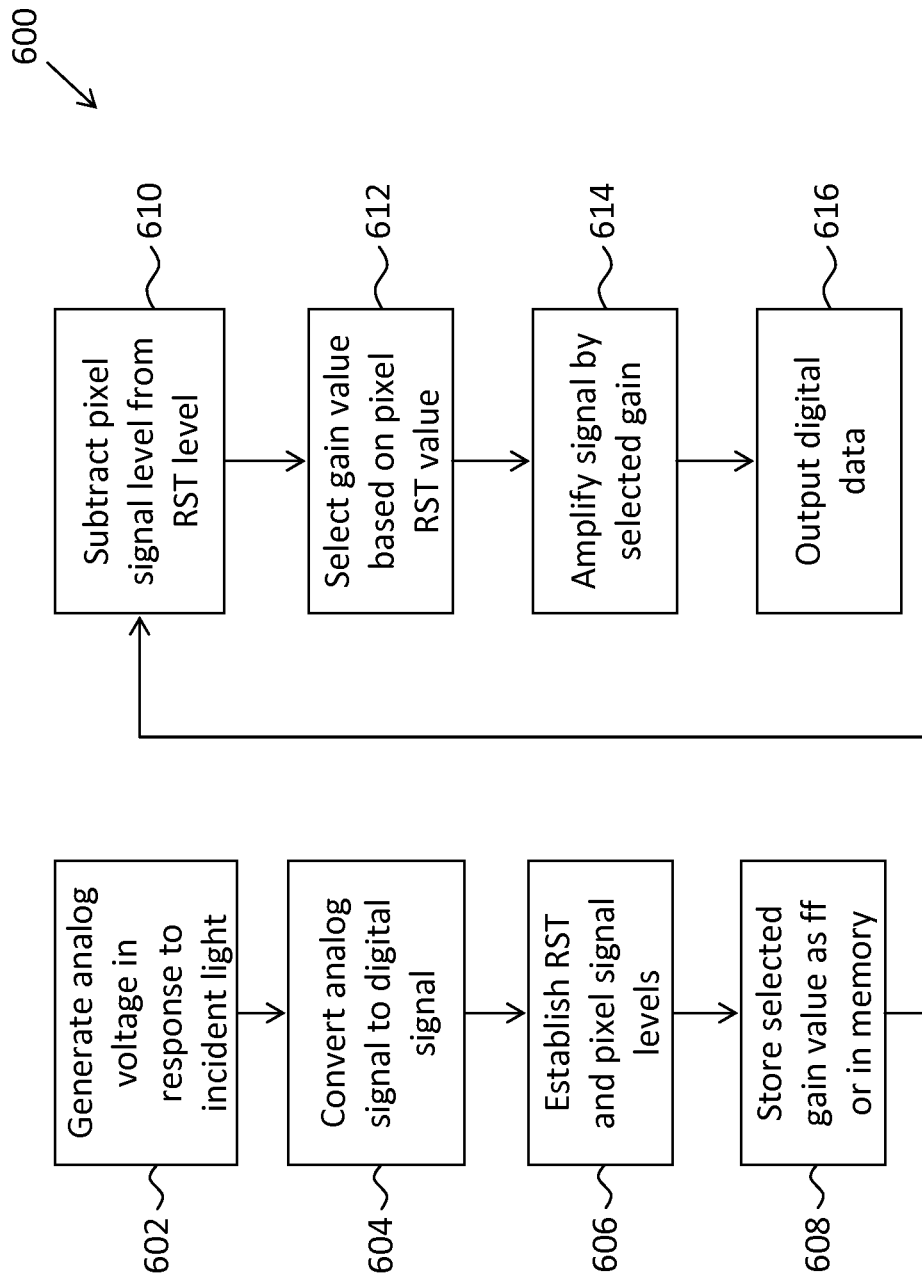 600
602
Generate analog
voltage in
response to
incident light
604
Convert analog
signal to digital
signal
606
Establish RST
and pixel signal
levels
608
Store selected
gain value as ff
or in memory
610
Subtract pixel
signal level from
RST level
612
Select gain value
based on pixel
RST value
614
Amplify signal by
selected gain
616
Output digital
data